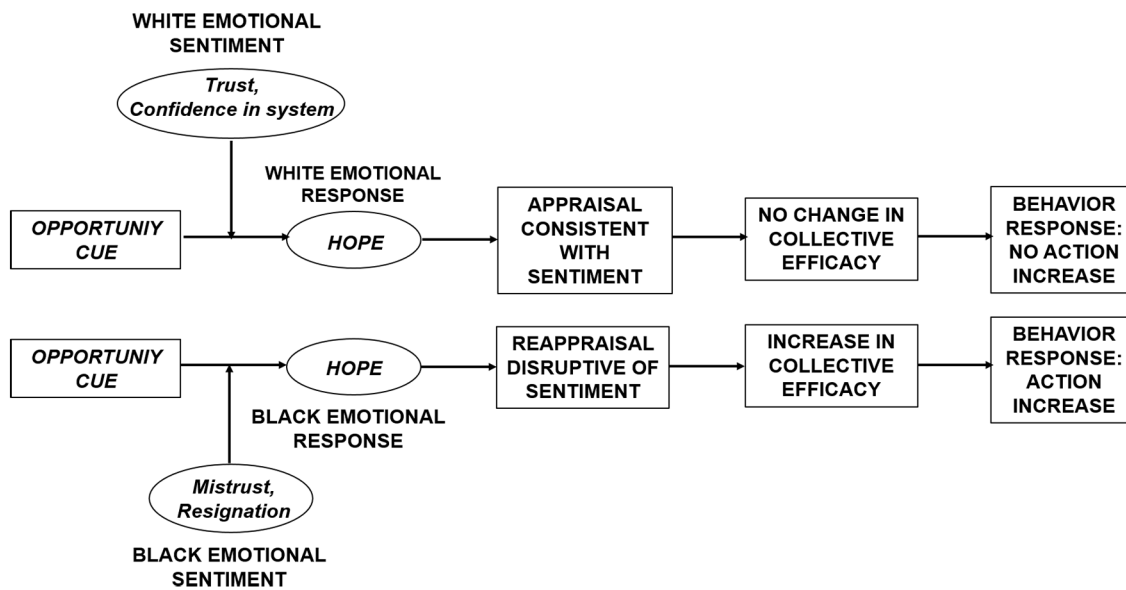 WHITE EMOTIONAL
SENTIMENT
Trust,
Confidence in system
WHITE EMOTIONAL
RESPONSE
OPPORTUNIY
CUE
HOPE
APPRAISAL
CONSISTENT
WITH
SENTIMENT
NO CHANGE IN
COLLECTIVE
EFFICACY
BEHAVIOR
RESPONSE:
NO ACTION
INCREASE
OPPORTUNIY
CUE
HOPE
BLACK EMOTIONAL
RESPONSE
REAPPRAISAL
DISRUPTIVE OF
SENTIMENT
INCREASE IN
COLLECTIVE
EFFICACY
BEHAVIOR
RESPONSE:
ACTION
INCREASE
Mistrust,
Resignation
BLACK EMOTIONAL
SENTIMENT